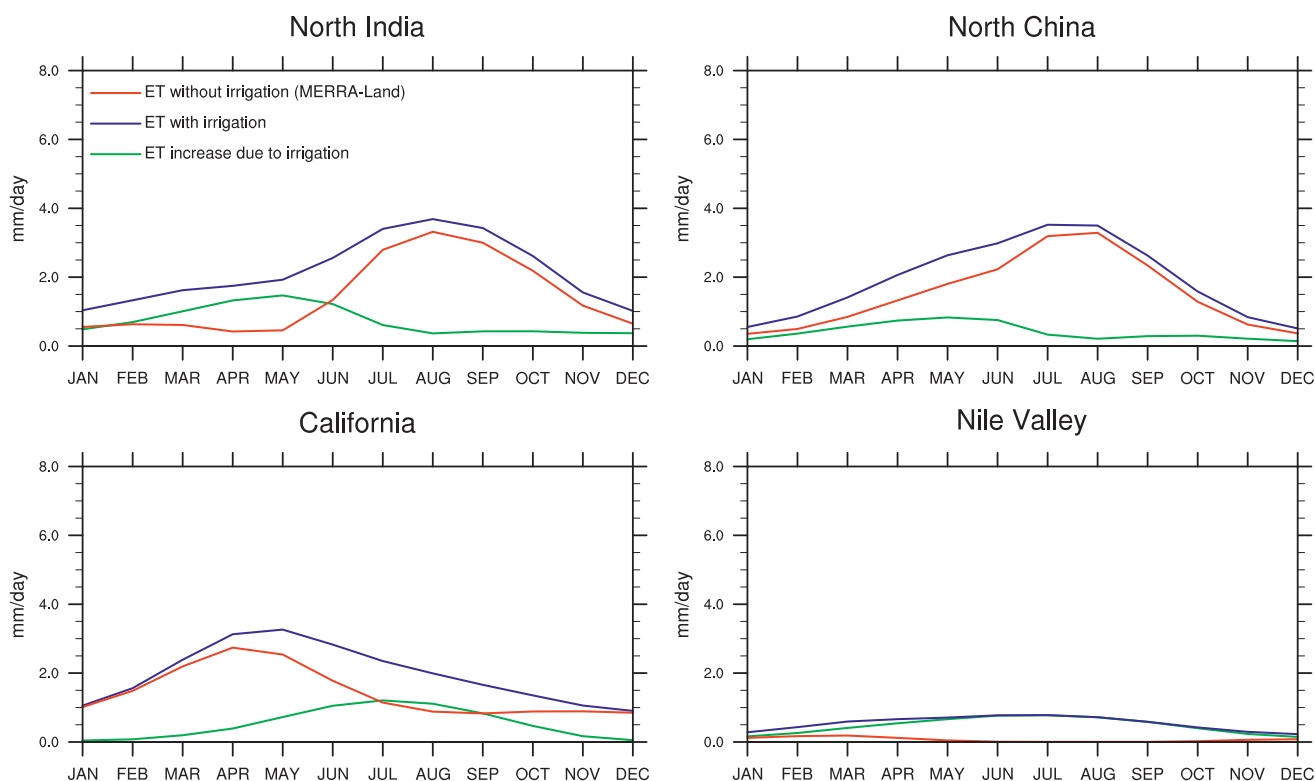 North India
North China
8.0
6.0
4.0
2.0
0.0
mm/day
ET without irrigation (MERRA-Land)
ET with irrigation
ET increase due to irrigation
JAN FEB MAR APR MAY JUN JUL AUG SEP OCT NOV DEC
8.0
6.0
4.0
2.0
0.0
mm/day
JAN FEB MAR APR MAY JUN JUL AUG SEP OCT NOV DEC
California
Nile Valley
8.0
6.0
4.0
2.0
0.0
mm/day
JAN FEB MAR APR MAY JUN JUL AUG SEP OCT NOV DEC
8.0
6.0
4.0
2.0
0.0
mm/day
JAN FEB MAR APR MAY JUN JUL AUG SEP OCT NOV DEC